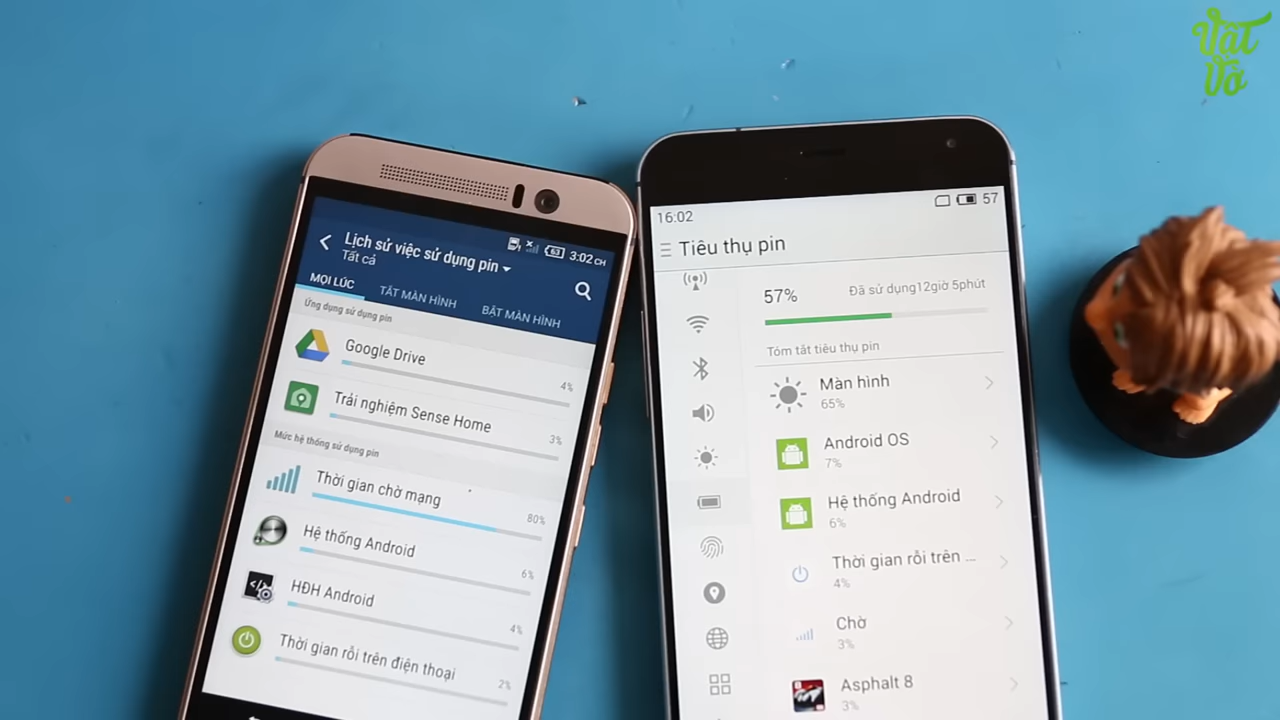 Vật
Vờ
63
3:02 CH
Lịch sử việc sử dụng pin
Tất cả
MỌI LÚC
TẮT MÀN HÌNH
BẬT MÀN HÌNH
Ứng dụng sử dụng pin
Google Drive
4%
Trải nghiệm Sense Home
3%
Mức hệ thống sử dụng pin
Thời gian chờ mạng
80%
Hệ thống Android
6%
HĐH Android
4%
Thời gian rỗi trên điện thoại
2%
16:02
57
Tiêu thụ pin
57%
Đã sử dụng12giờ 5phút
Tóm tắt tiêu thụ pin
Màn hình
65%
Android OS
7%
Hệ thống Android
6%
Thời gian rỗi trên ...
4%
Chờ
3%
Asphalt 8
3%